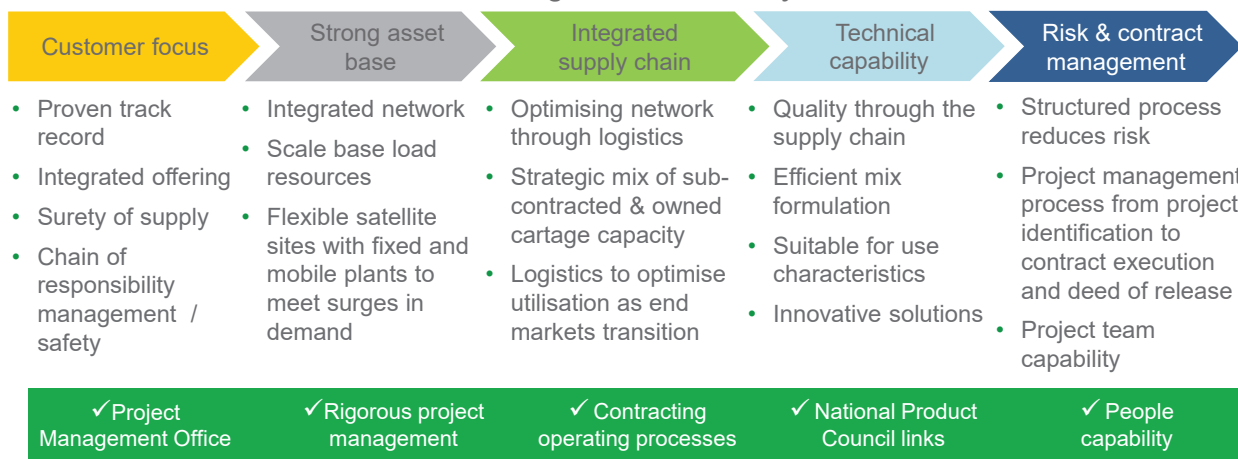 Customer focus
Strong asset
base
Integrated
supply chain
Technical
capability
Risk & contract
management
• Proven track
record
• Integrated offering
• Surety of supply
• Chain of
responsibility
management /
safety
• Integrated network
• Scale base load
resources
• Flexible satellite
sites with fixed and
mobile plants to
meet surges in
demand
• Optimising network
through logistics
• Strategic mix of sub-
contracted & owned
cartage capacity
• Logistics to optimise
utilisation as end
markets transition
• Quality through the
supply chain
• Efficient mix
formulation
• Suitable for use
characteristics
• Innovative solutions
• Structured process
reduces risk
• Project management
process from project
identification to
contract execution
and deed of release
• Project team
capability
✓Project
Management Office
✓Rigorous project
management
✓ Contracting
operating processes
✓ National Product
Council links
✓ People
capability